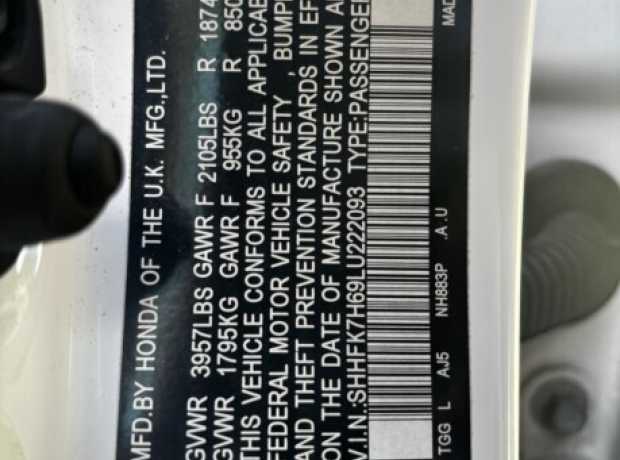 MFD.BY HONDA OF THE U.K. MFG.,LTD.
GVWR 3957LBS GAWR F 2105LBS R 1874
GVWR 1795KG GAWR F 955KG R 850
THIS VEHICLE CONFORMS TO ALL APPLICAB
FEDERAL MOTOR VEHICLE SAFETY , BUMP
AND THEFT PREVENTION STANDARDS IN EF
ON THE DATE OF MANUFACTURE SHOWN A
V.I.N.:SHHFK7H69LU222093 TYPE:PASSENGER
TGG L AJ5 NH883P .A .U MAD